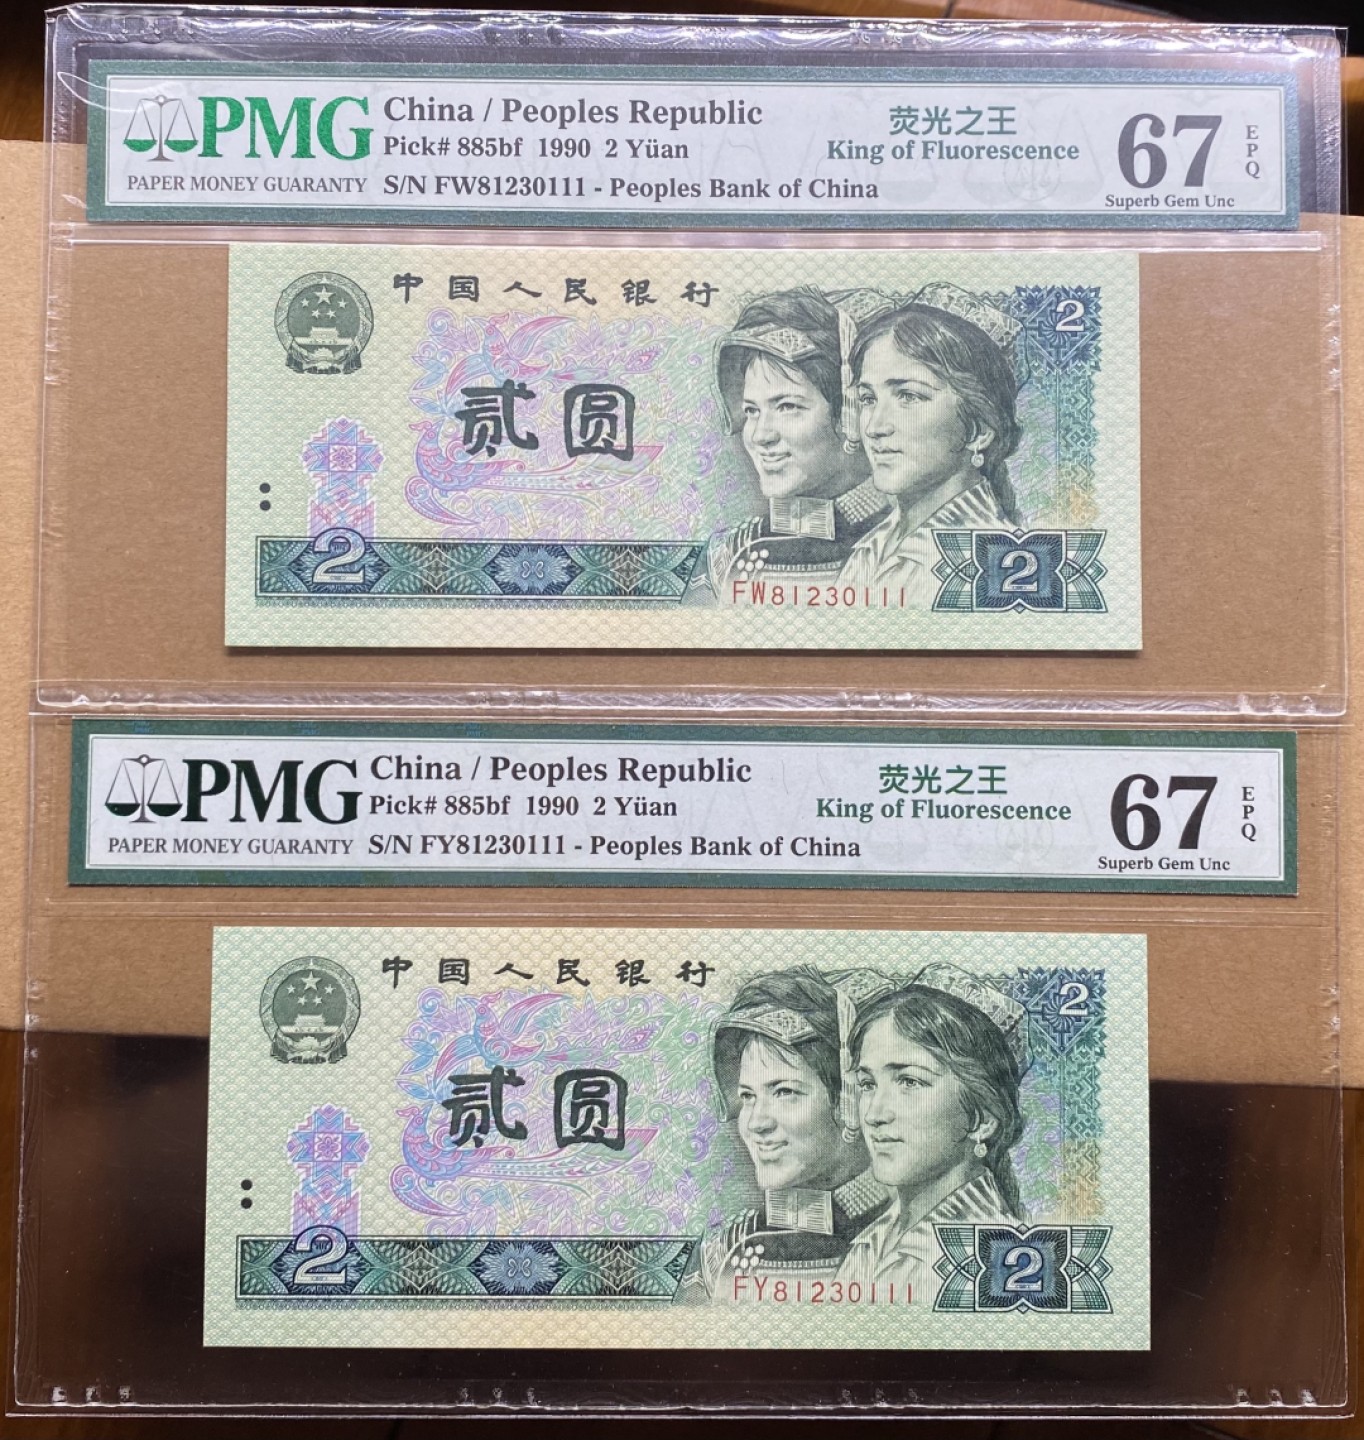 PMG
PAPER MONEY GUARANTY
China / Peoples Republic
Pick# 885bf 1990 2 Yüan
S/N FW81230111 - Peoples Bank of China
荧光之王
King of Fluorescence
67
EPQ
Superb Gem Unc
中国人民银行
2
贰圆
2
FW81230111
2
PMG
PAPER MONEY GUARANTY
China / Peoples Republic
Pick# 885bf 1990 2 Yüan
S/N FY81230111 - Peoples Bank of China
荧光之王
King of Fluorescence
67
EPQ
Superb Gem Unc
中国人民银行
2
贰圆
2
FY81230111
2